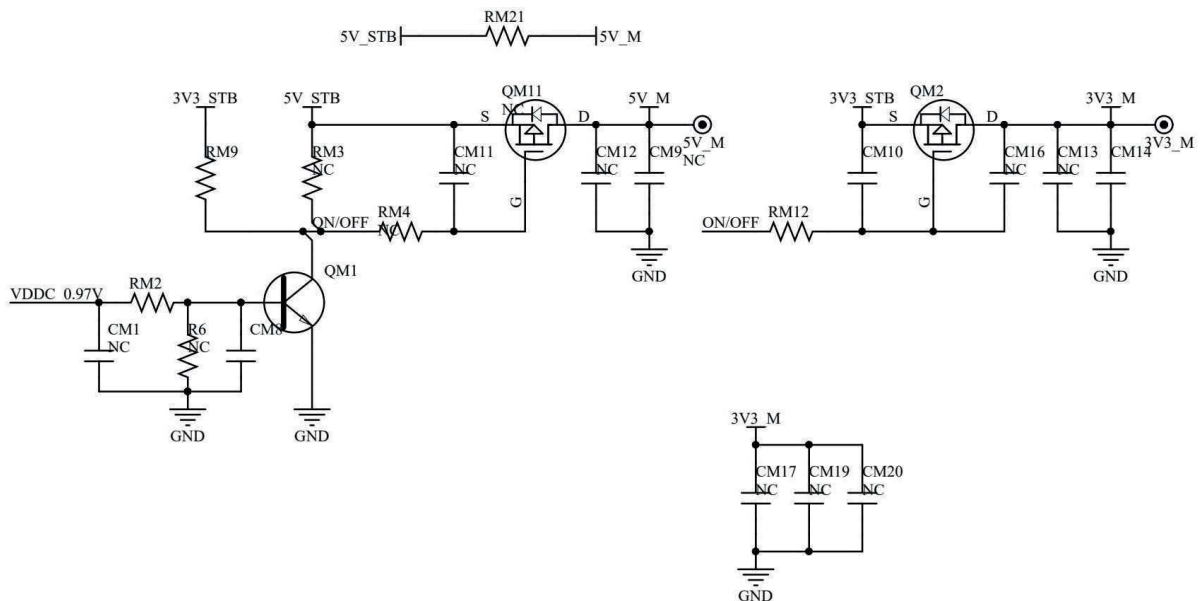 RM21
5V_STB
5V_M
3V3_STB
5V_STB
QM11
NC
S
D
5V_M
5V_M
NC
3V3_STB
QM2
S
D
3V3_M
3V3_M
RM9
RM3
NC
CM11
NC
CM12
NC
CM9
CM10
CM16
NC
CM13
NC
CM14
G
G
ON/OFF
RM4
NC
ON/OFF
RM12
GND
GND
QM1
VDDC_0.97V
RM2
CM1
NC
R6
NC
CM8
GND
GND
3V3_M
CM17
NC
CM19
NC
CM20
NC
GND